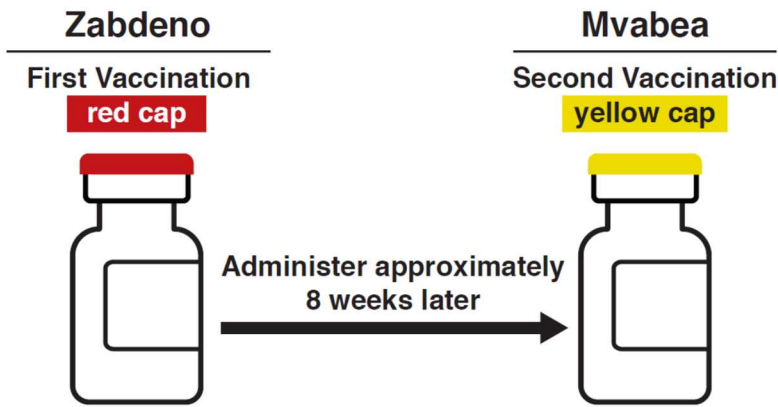 Zabdeno
First Vaccination
red cap
Administer approximately
8 weeks later
Mvabea
Second Vaccination
yellow cap